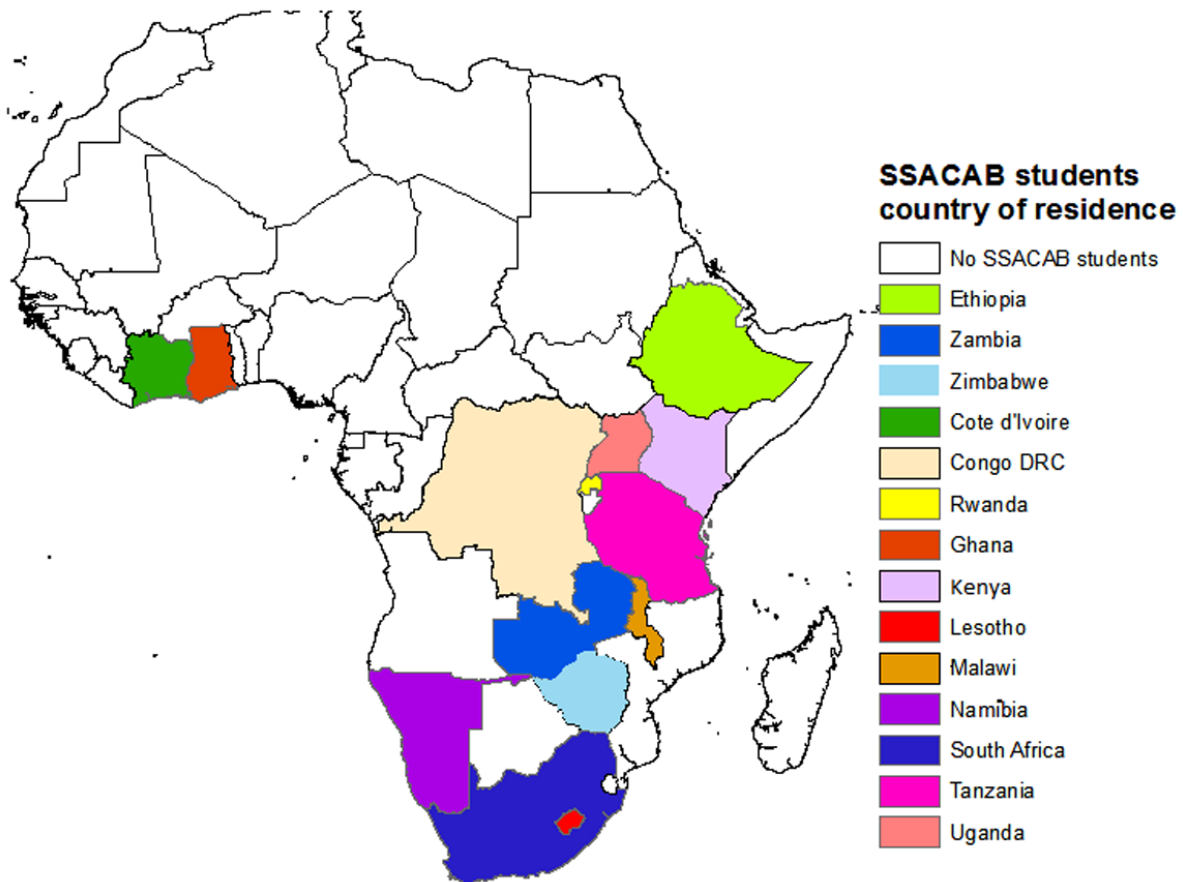 SSACAB students
country of residence
No SSACAB students
Ethiopia
Zambia
Zimbabwe
Cote d'Ivoire
Congo DRC
Rwanda
Ghana
Kenya
Lesotho
Malawi
Namibia
South Africa
Tanzania
Uganda